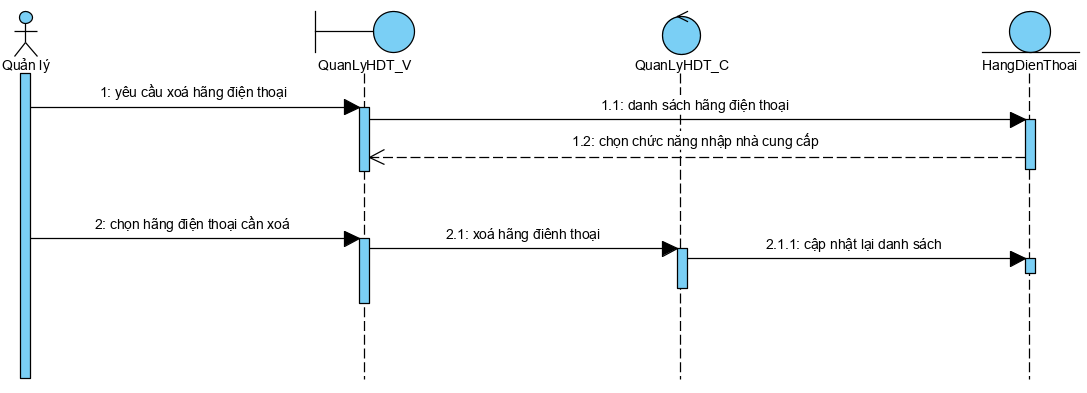 Quản lý
QuanLyHDT_V
QuanLyHDT_C
HangDienThoai
1: yêu cầu xoá hãng điện thoại
1.1: danh sách hãng điện thoại
1.2: chọn chức năng nhập nhà cung cấp
2: chọn hãng điện thoại cần xoá
2.1: xoá hãng điênh thoại
2.1.1: cập nhật lại danh sách